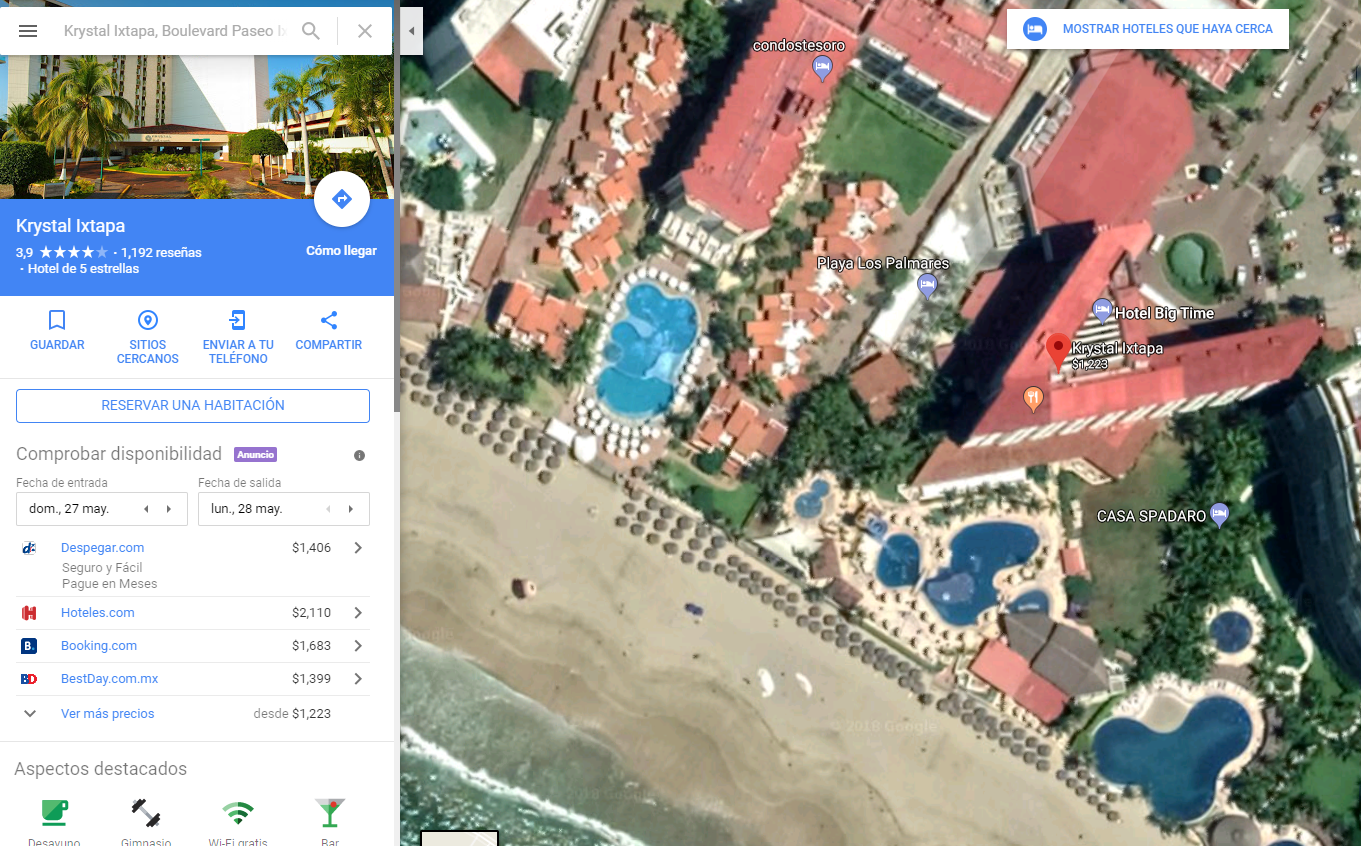 Krystal Ixtapa, Boulevard Paseo Ix
Krystal Ixtapa
3,9 ★★★★★ · 1,192 reseñas
· Hotel de 5 estrellas
Cómo llegar
GUARDAR
SITIOS
CERCANOS
ENVIAR A TU
TELÉFONO
COMPARTIR
RESERVAR UNA HABITACIÓN
Comprobar disponibilidad Anuncio
Fecha de entrada
Fecha de salida
dom., 27 may.
lun., 28 may.
Despegar.com $1,406
Seguro y Fácil
Pague en Meses
Hoteles.com $2,110
B. Booking.com $1,683
BD BestDay.com.mx $1,399
Ver más precios desde $1,223
Aspectos destacados
Desayuno
Gimnasio
Wi-Fi gratis
Bar
MOSTRAR HOTELES QUE HAYA CERCA
condostesoro
Playa Los Palmares
Hotel Big Time
Krystal Ixtapa
$1,223
CASA SPADARO
Google
© 2018 Google
2018 Google